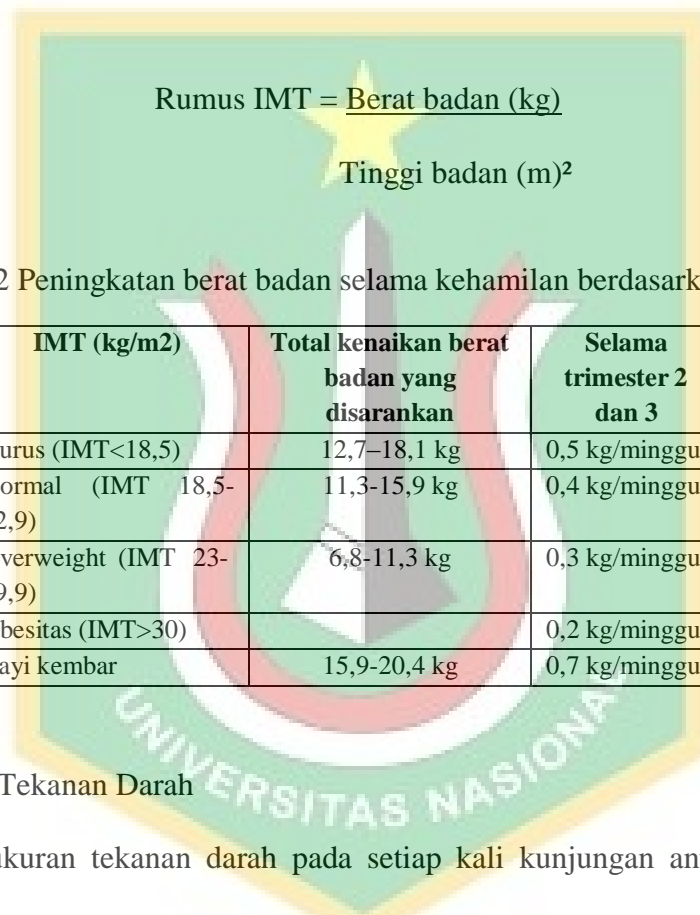 Rumus IMT = Berat badan (kg)
Tinggi badan (m)²
2 Peningkatan berat badan selama kehamilan berdasark
IMT (kg/m2) Total kenaikan berat Selama
badan yang trimester 2
disarankan dan 3
urus (IMT<18,5) 12,7–18,1 kg 0,5 kg/minggu
ormal (IMT 18,5- 11,3-15,9 kg 0,4 kg/minggu
2,9)
verweight (IMT 23- 6,8-11,3 kg 0,3 kg/minggu
9,9)
besitas (IMT>30) 0,2 kg/minggu
ayi kembar 15,9-20,4 kg 0,7 kg/minggu
UNIVERSITAS NASIONAL
Tekanan Darah
ukuran tekanan darah pada setiap kali kunjungan an